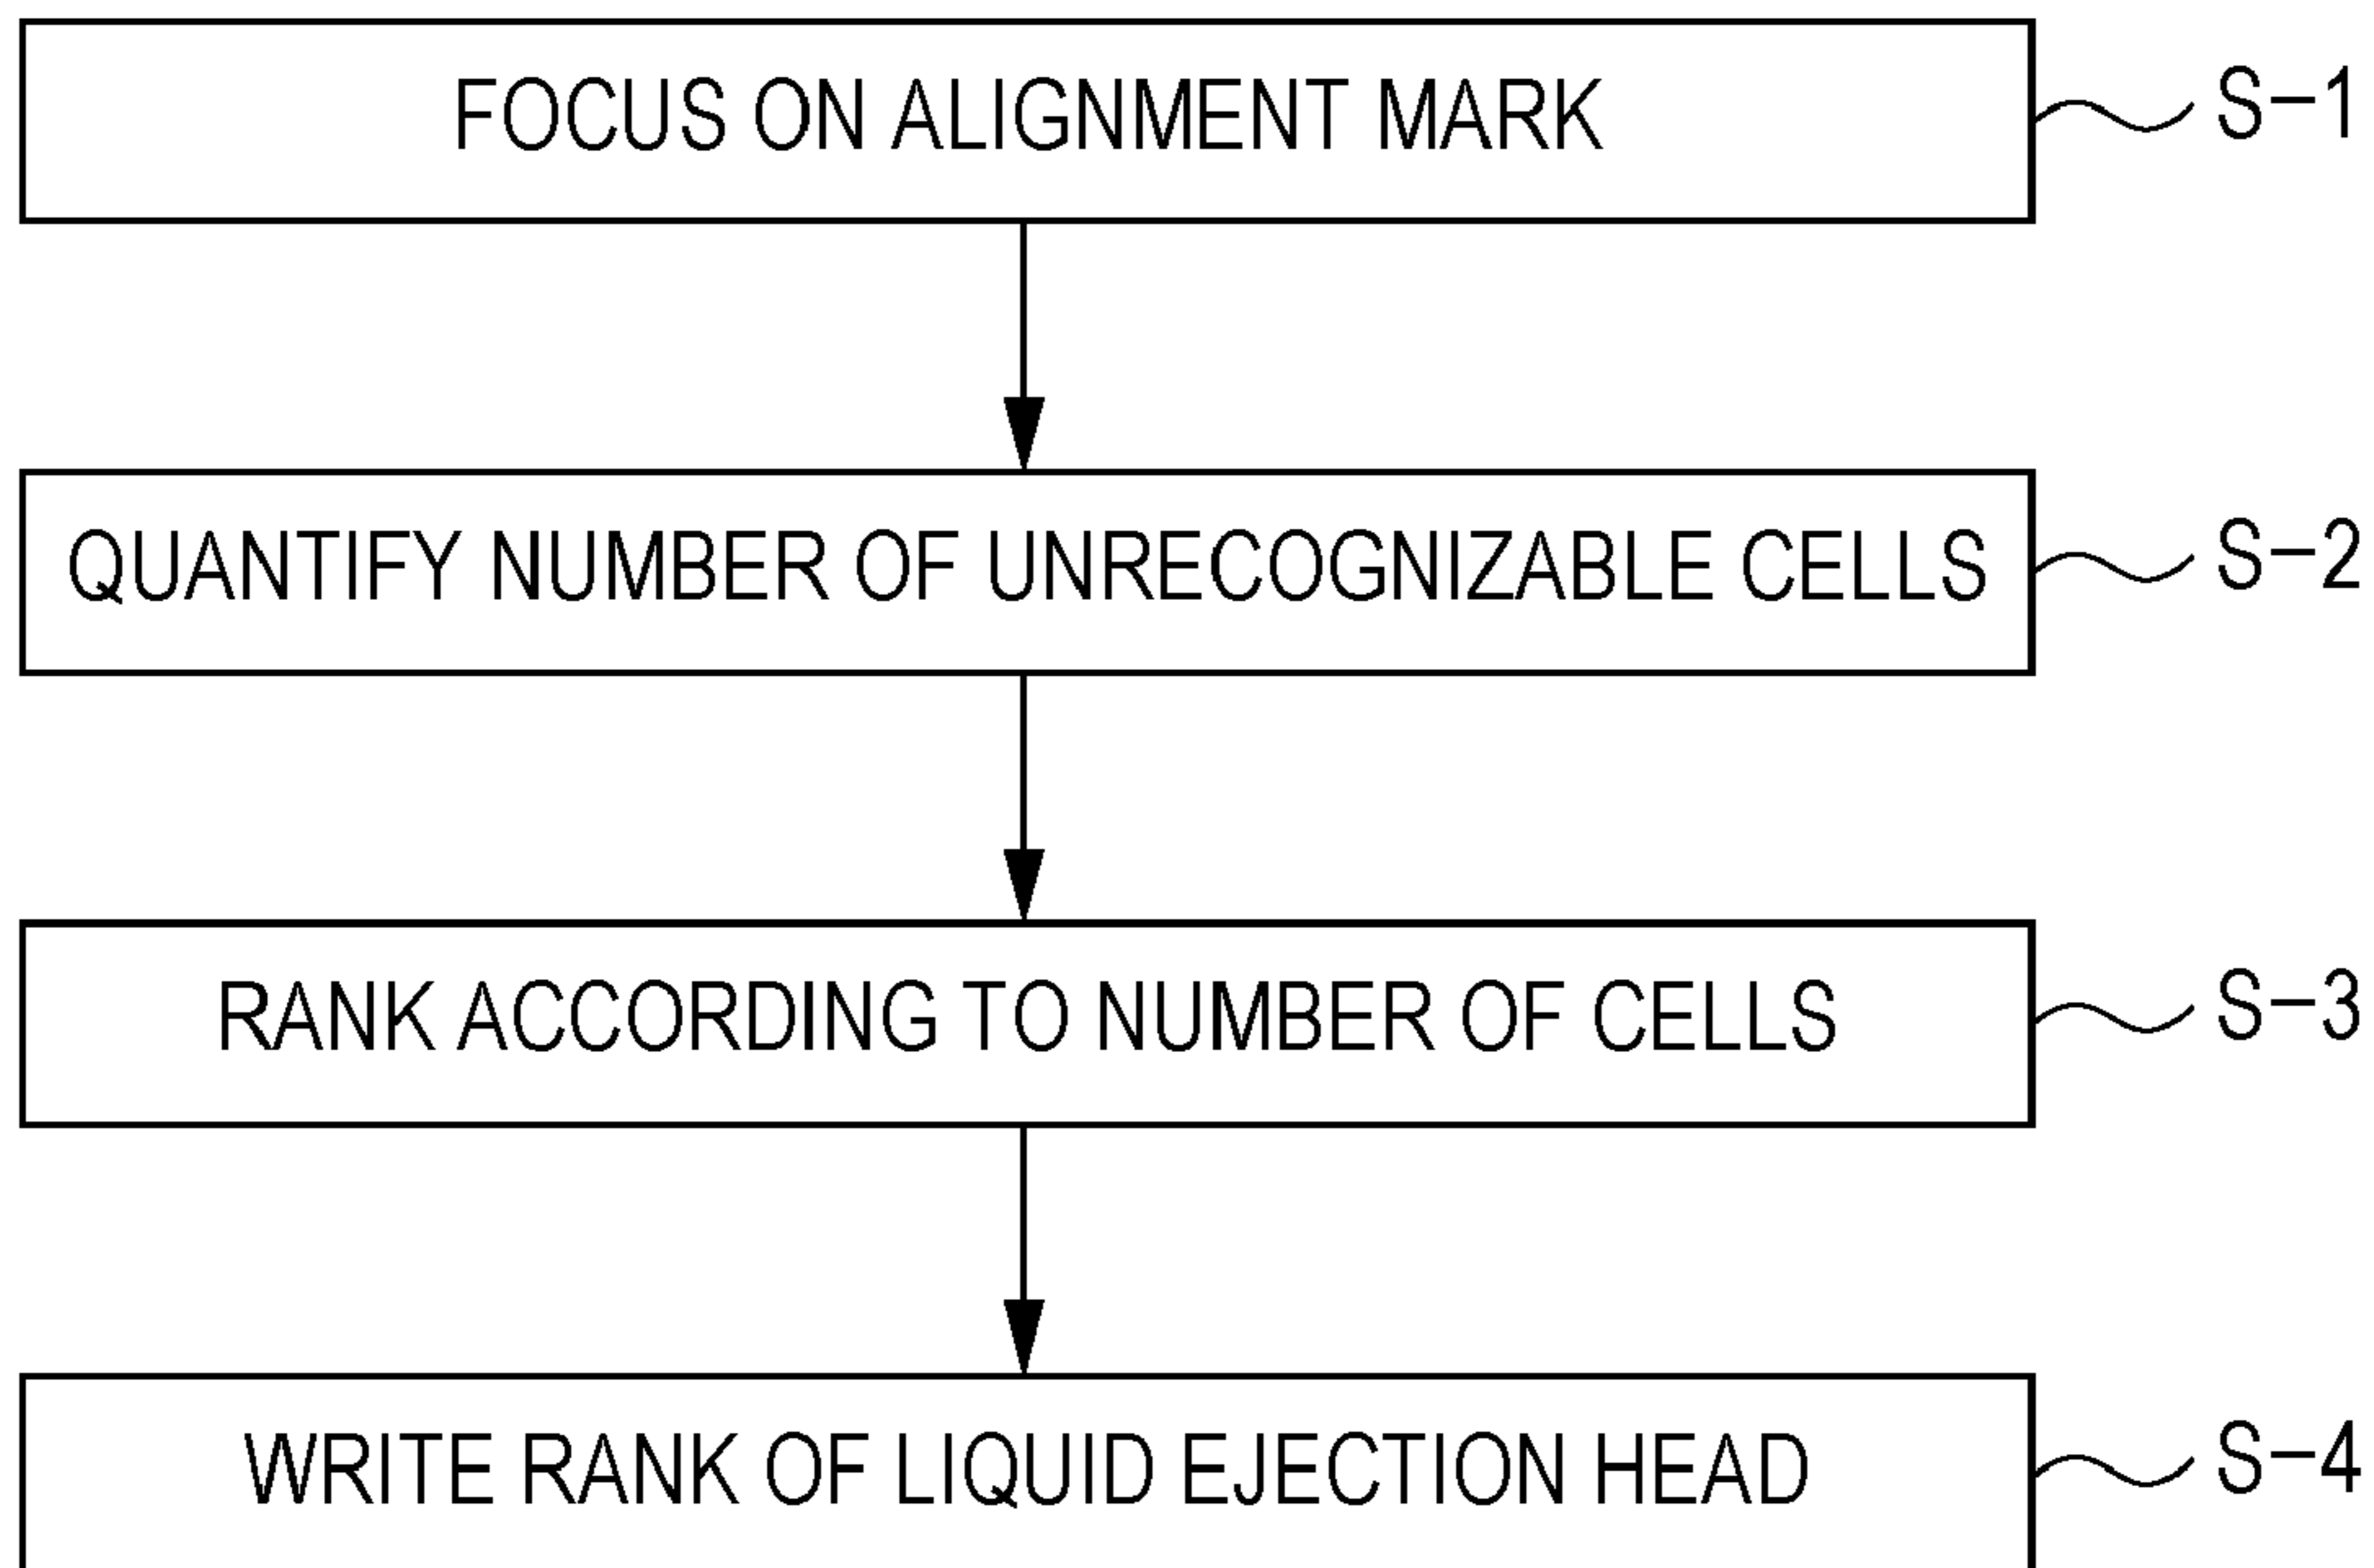 FOCUS ON ALIGNMENT MARK S-1
QUANTIFY NUMBER OF UNRECOGNIZABLE CELLS S-2
RANK ACCORDING TO NUMBER OF CELLS S-3
WRITE RANK OF LIQUID EJECTION HEAD S-4